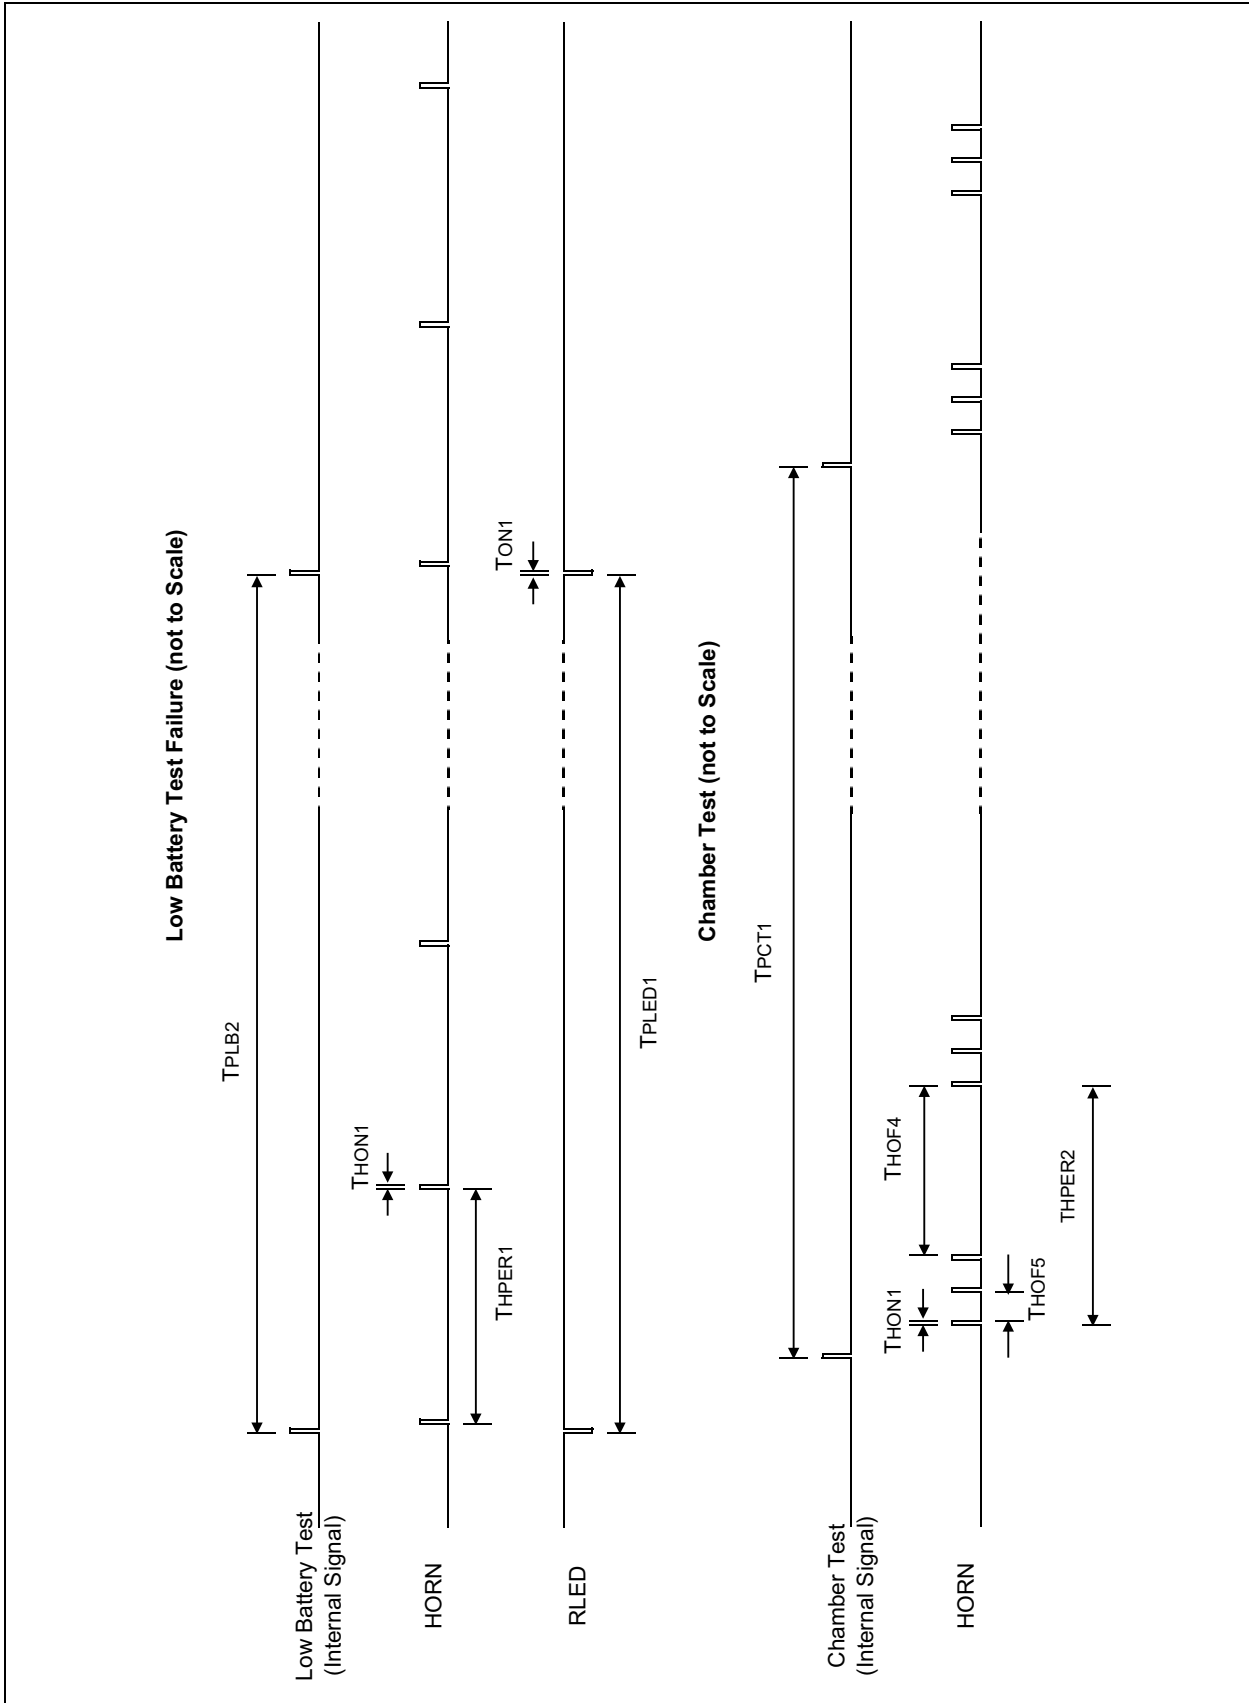 Low Battery Test Failure (not to Scale)
TPLB2
Low Battery Test
(Internal Signal)
THON1
HORN
THPER1
TON1
RLED
TPLED1
Chamber Test (not to Scale)
TPCT1
Chamber Test
(Internal Signal)
THON1
THOF4
HORN
THOF5
THPER2